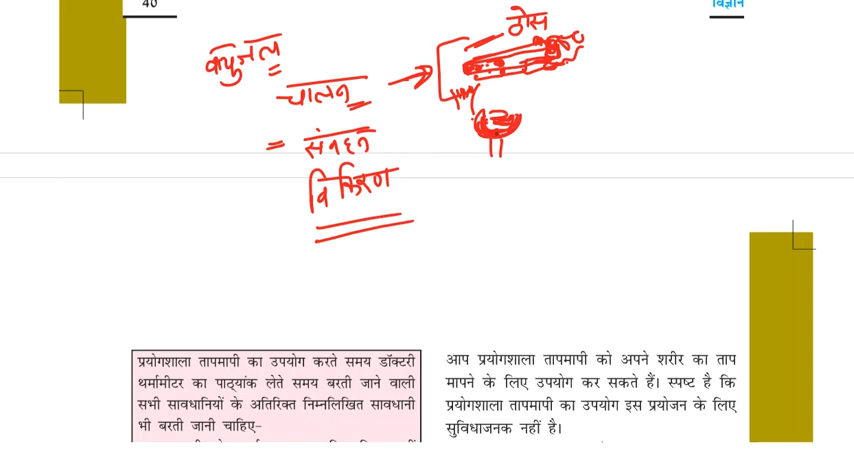 40
विज्ञान
ठोस
चालन
संवहन
विकिरण
प्रयोगशाला तापमापी का उपयोग करते समय डॉक्टरी
थर्मामीटर का पाठ्यांक लेते समय बरती जाने वाली
सभी सावधानियों के अतिरिक्त निम्नलिखित सावधानी
भी बरती जानी चाहिए–
आप प्रयोगशाला तापमापी को अपने शरीर का ताप
मापने के लिए उपयोग कर सकते हैं। स्पष्ट है कि
प्रयोगशाला तापमापी का उपयोग इस प्रयोजन के लिए
सुविधाजनक नहीं है।